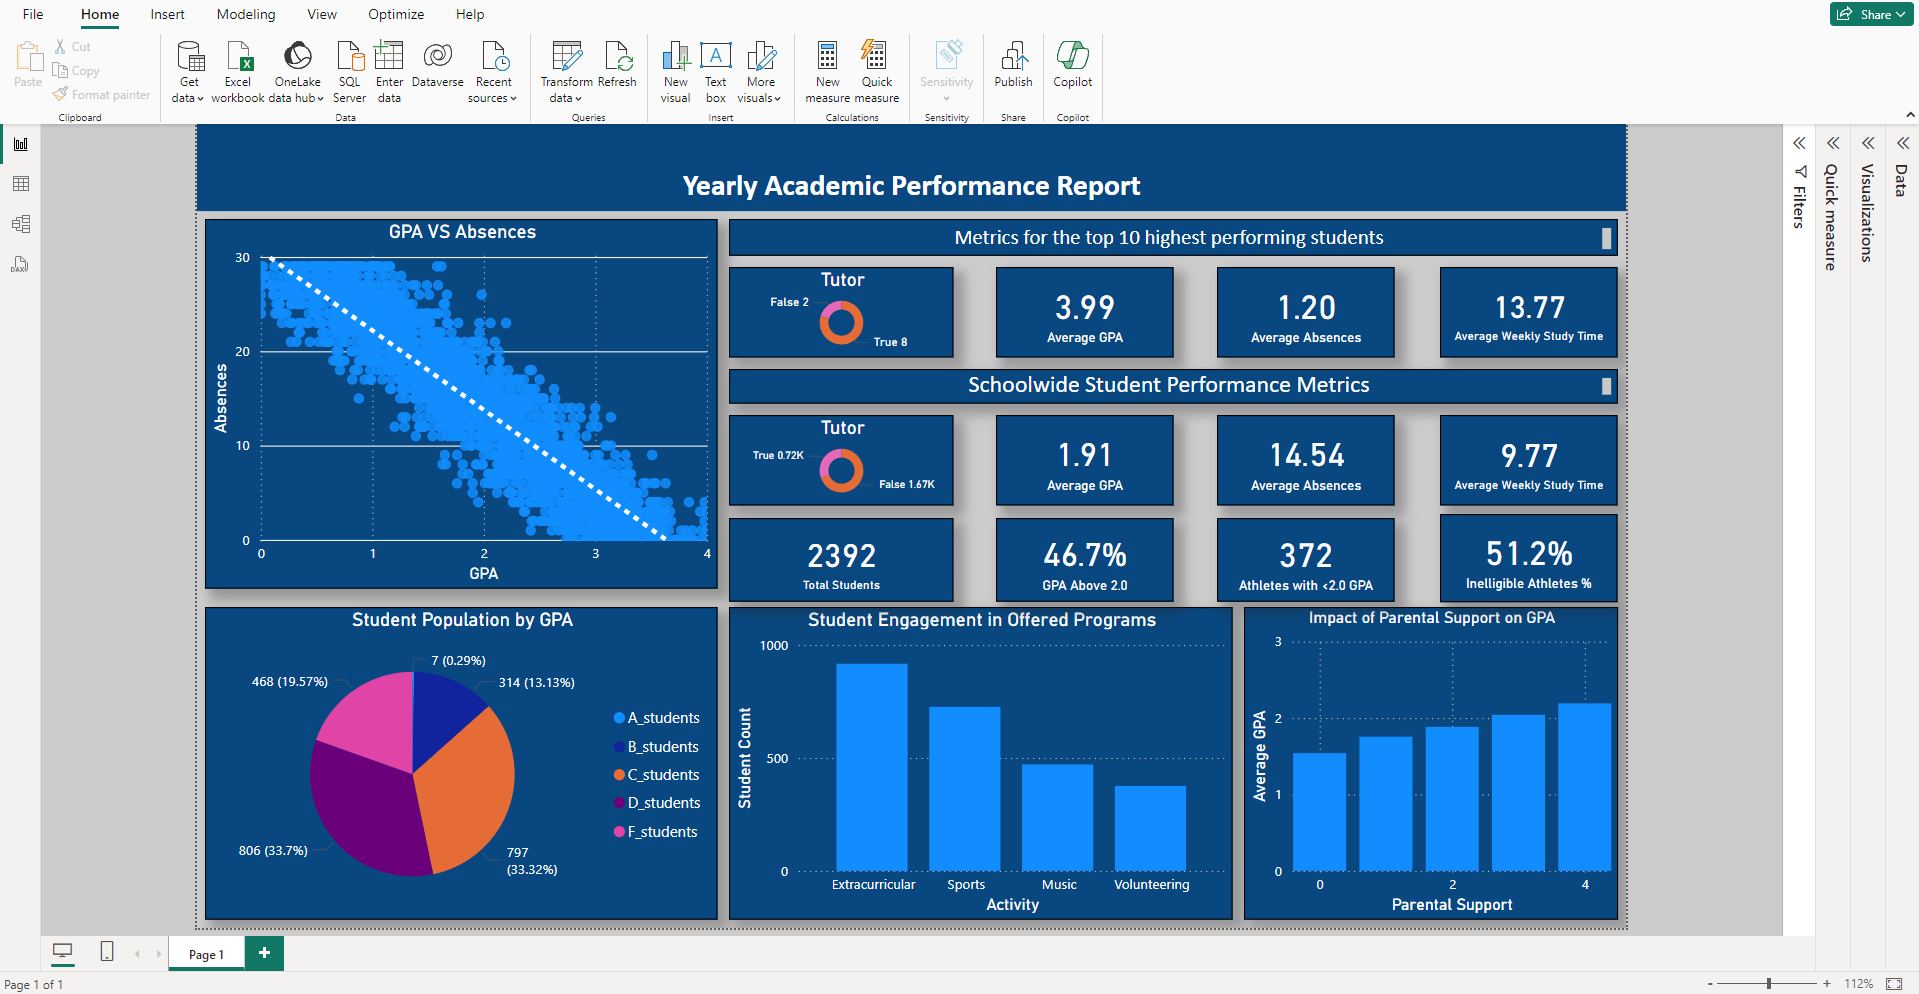 File Home Insert Modeling View Optimize Help
Share
Paste
Cut
Copy
Format painter
Clipboard
Get data
Excel workbook
OneLake data hub
SQL Server
Enter data
Dataverse
Recent sources
Data
Transform data
Refresh
Queries
New visual
Text box
More visuals
Insert
New measure
Quick measure
Calculations
Sensitivity
Sensitivity
Publish
Share
Copilot
Copilot
DAX
Yearly Academic Performance Report
GPA VS Absences
30
20
10
0
Absences
0 1 2 3 4
GPA
Metrics for the top 10 highest performing students
Tutor
False 2
True 8
3.99
Average GPA
1.20
Average Absences
13.77
Average Weekly Study Time
Schoolwide Student Performance Metrics
Tutor
True 0.72K
False 1.67K
1.91
Average GPA
14.54
Average Absences
9.77
Average Weekly Study Time
2392
Total Students
46.7%
GPA Above 2.0
372
Athletes with <2.0 GPA
51.2%
Inelligible Athletes %
Student Population by GPA
7 (0.29%)
314 (13.13%)
797
(33.32%)
806 (33.7%)
468 (19.57%)
A_students
B_students
C_students
D_students
F_students
Student Engagement in Offered Programs
1000
500
0
Student Count
Extracurricular Sports Music Volunteering
Activity
Impact of Parental Support on GPA
3
2
1
0
Average GPA
0 2 4
Parental Support
Filters
Quick measure
Visualizations
Data
Page 1
+
Page 1 of 1
- + 112%